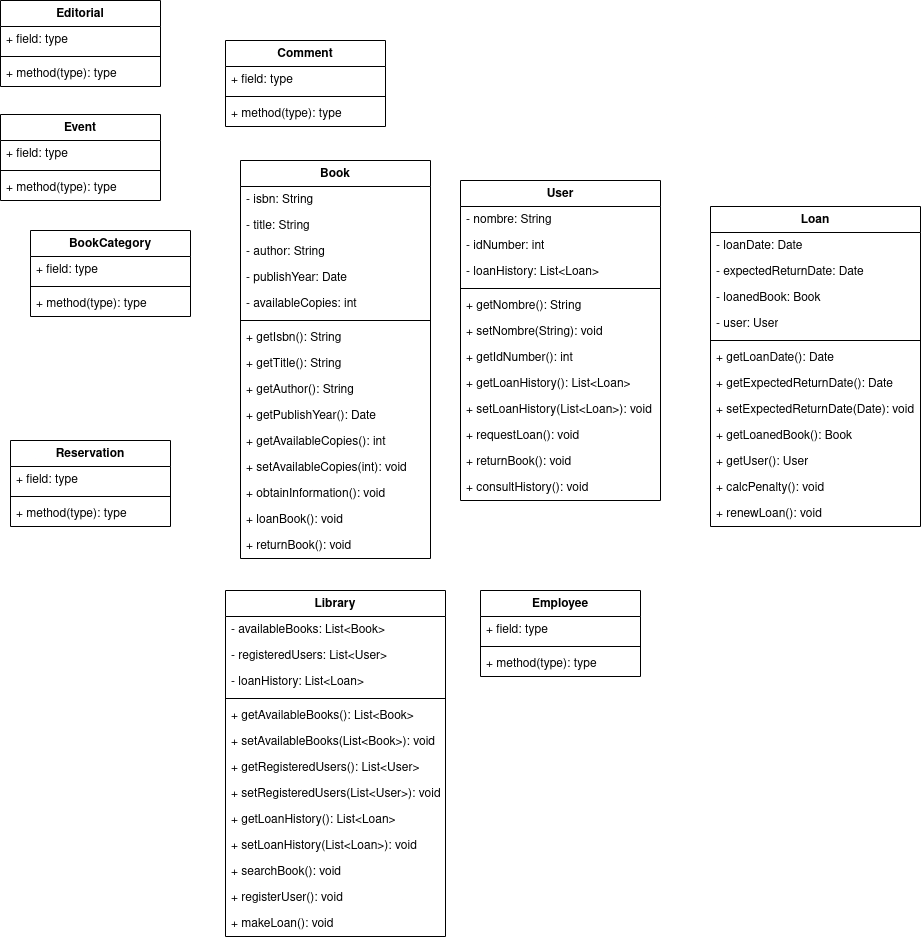 Editorial
+ field: type
+ method(type): type
Comment
+ field: type
+ method(type): type
Event
+ field: type
+ method(type): type
BookCategory
+ field: type
+ method(type): type
Book
- isbn: String
- title: String
- author: String
- publishYear: Date
- availableCopies: int
+ getIsbn(): String
+ getTitle(): String
+ getAuthor(): String
+ getPublishYear(): Date
+ getAvailableCopies(): int
+ setAvailableCopies(int): void
+ obtainInformation(): void
+ loanBook(): void
+ returnBook(): void
User
- nombre: String
- idNumber: int
- loanHistory: List<Loan>
+ getNombre(): String
+ setNombre(String): void
+ getIdNumber(): int
+ getLoanHistory(): List<Loan>
+ setLoanHistory(List<Loan>): void
+ requestLoan(): void
+ returnBook(): void
+ consultHistory(): void
Loan
- loanDate: Date
- expectedReturnDate: Date
- loanedBook: Book
- user: User
+ getLoanDate(): Date
+ getExpectedReturnDate(): Date
+ setExpectedReturnDate(Date): void
+ getLoanedBook(): Book
+ getUser(): User
+ calcPenalty(): void
+ renewLoan(): void
Reservation
+ field: type
+ method(type): type
Library
- availableBooks: List<Book>
- registeredUsers: List<User>
- loanHistory: List<Loan>
+ getAvailableBooks(): List<Book>
+ setAvailableBooks(List<Book>): void
+ getRegisteredUsers(): List<User>
+ setRegisteredUsers(List<User>): void
+ getLoanHistory(): List<Loan>
+ setLoanHistory(List<Loan>): void
+ searchBook(): void
+ registerUser(): void
+ makeLoan(): void
Employee
+ field: type
+ method(type): type